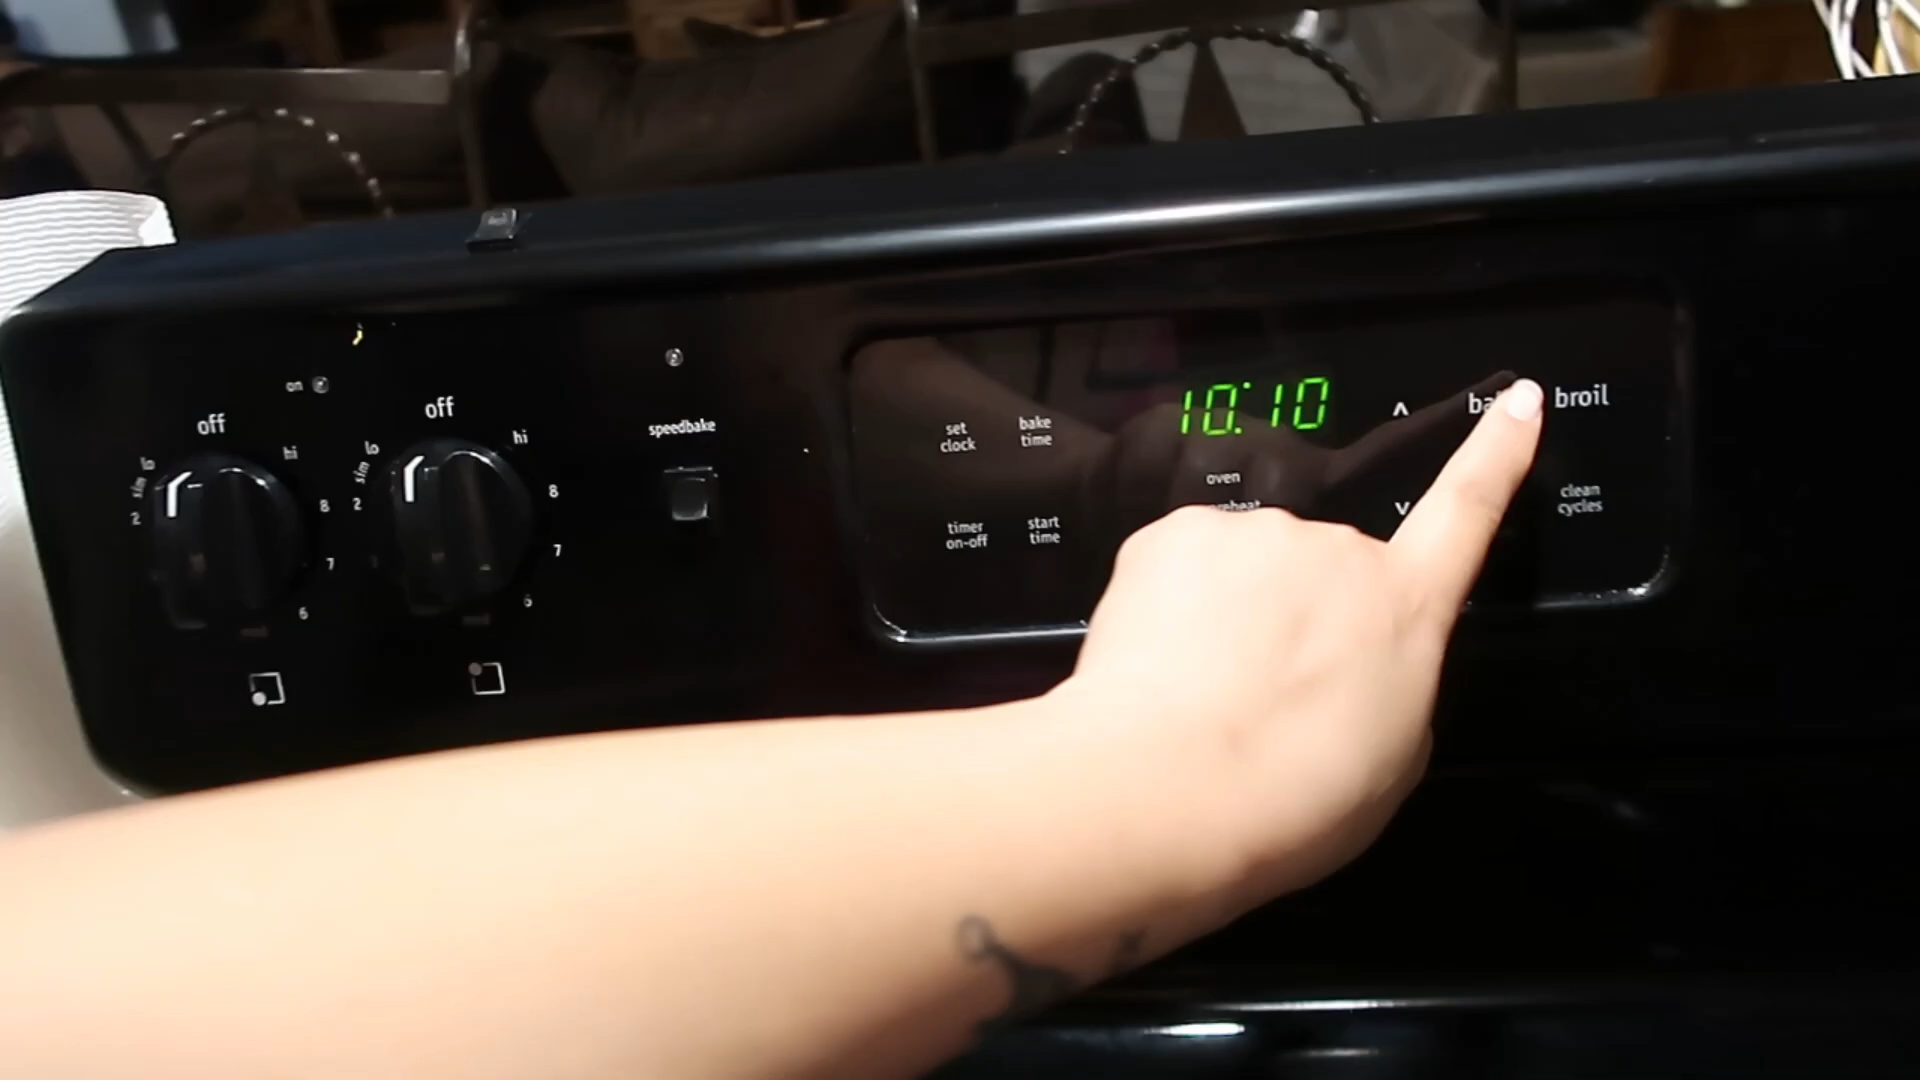 on
off
off
lo
hi
lo
hi
sim
sim
2
8
2
8
7
7
6
6
speedbake
set
clock
bake
time
timer
on-off
start
time
10:10
oven
^
v
broil
clean
cycles